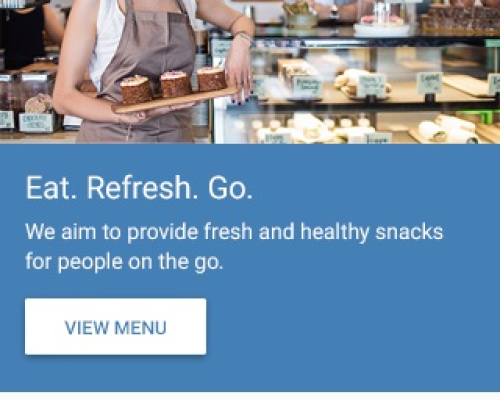 Eat. Refresh. Go.
We aim to provide fresh and healthy snacks
for people on the go.
VIEW MENU